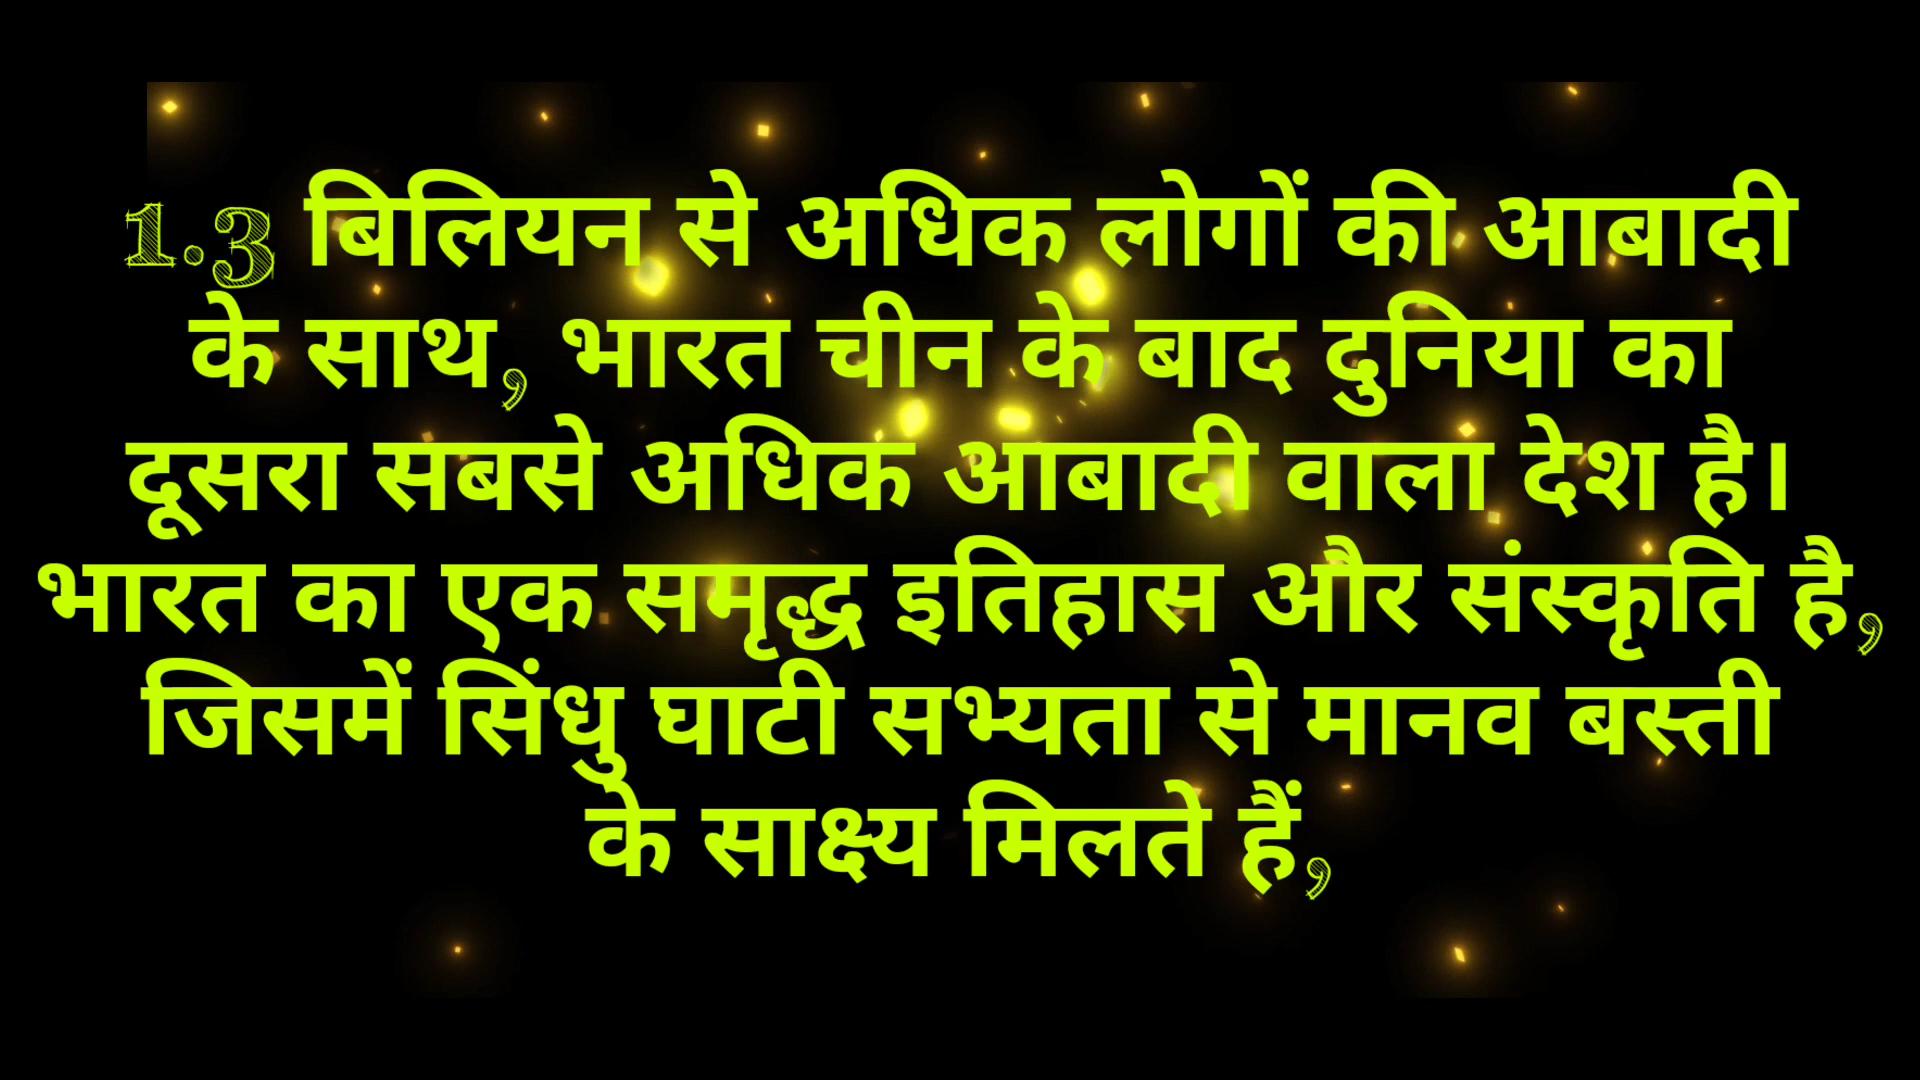 1.3 बिलियन से अधिक लोगों की आबादी
के साथ, भारत चीन के बाद दुनिया का
दूसरा सबसे अधिक आबादी वाला देश है।
भारत का एक समृद्ध इतिहास और संस्कृति है,
जिसमें सिंधु घाटी सभ्यता से मानव बस्ती
के साक्ष्य मिलते हैं,